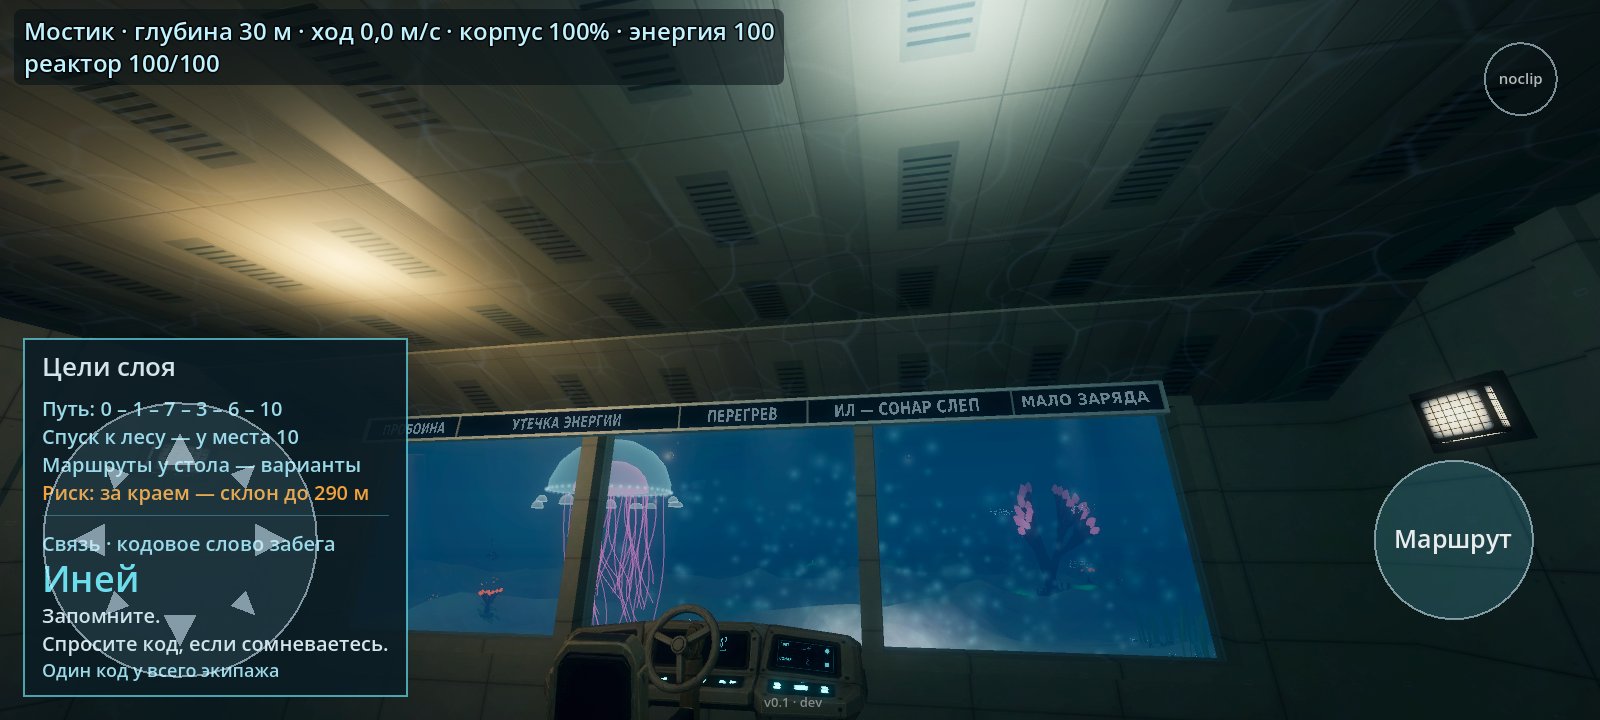 Мостик · глубина 30 м · ход 0,0 м/с · корпус 100% · энергия 100
реактор 100/100
noclip
Цели слоя
Путь: 0 – 1 – 7 – 3 – 6 – 10
Спуск к лесу — у места 10
Маршруты у стола — варианты
Риск: за краем — склон до 290 м
Связь · кодовое слово забега
Иней
Запомните.
Спросите код, если сомневаетесь.
Один код у всего экипажа
ПРОБОИНА
УТЕЧКА ЭНЕРГИИ
ПЕРЕГРЕВ
ИЛ — СОНАР СЛЕП
МАЛО ЗАРЯДА
Маршрут
v0.1 · dev